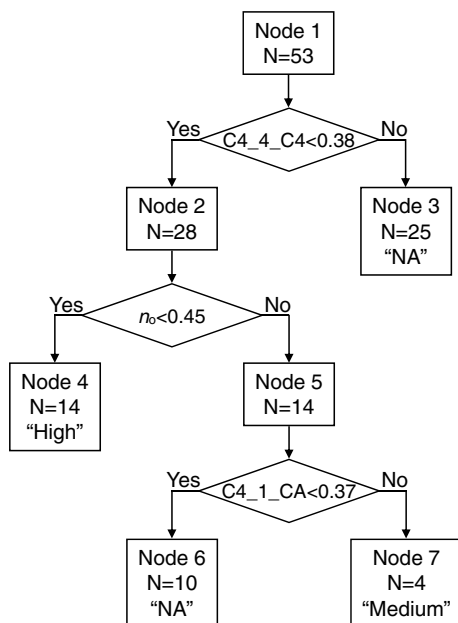 Node 1
N=53
Yes
C4_4_C4<0.38
No
Node 2
N=28
Node 3
N=25
“NA”
Yes
nₒ<0.45
No
Node 4
N=14
“High”
Node 5
N=14
Yes
C4_1_CA<0.37
No
Node 6
N=10
“NA”
Node 7
N=4
“Medium”